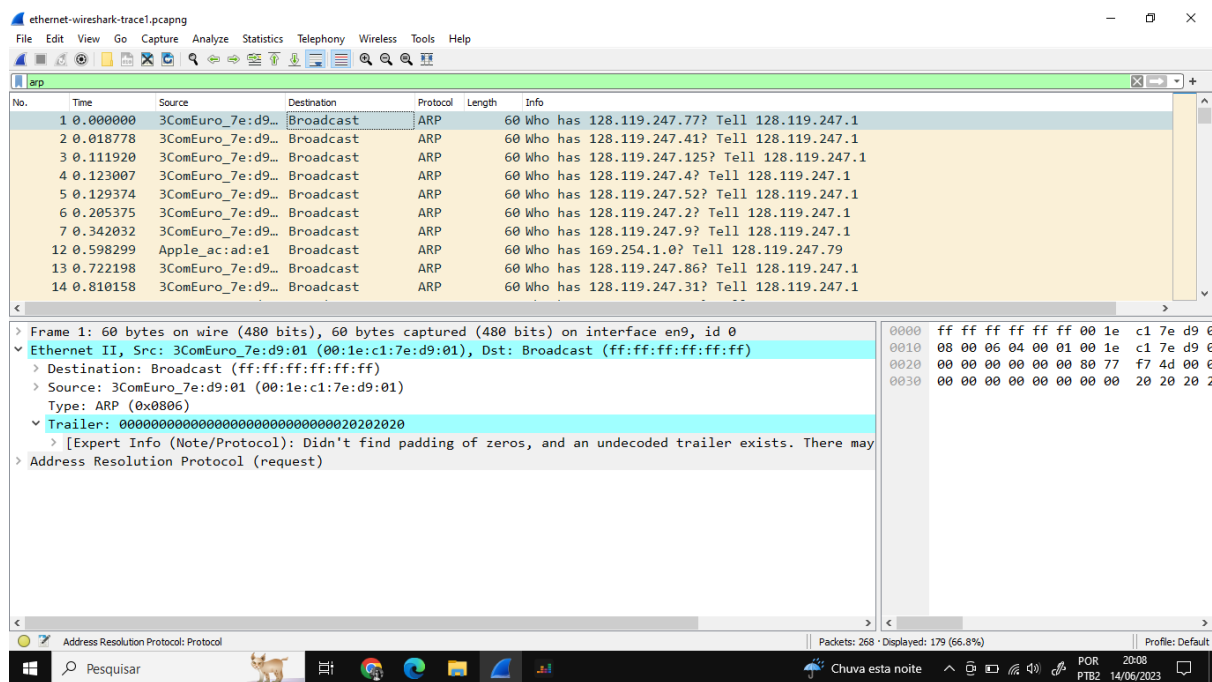 ethernet-wireshark-trace1.pcapng
File Edit View Go Capture Analyze Statistics Telephony Wireless Tools Help
arp
No. Time Source Destination Protocol Length Info
1 0.000000 3ComEuro_7e:d9… Broadcast ARP 60 Who has 128.119.247.77? Tell 128.119.247.1
2 0.018778 3ComEuro_7e:d9… Broadcast ARP 60 Who has 128.119.247.41? Tell 128.119.247.1
3 0.111920 3ComEuro_7e:d9… Broadcast ARP 60 Who has 128.119.247.125? Tell 128.119.247.1
4 0.123007 3ComEuro_7e:d9… Broadcast ARP 60 Who has 128.119.247.4? Tell 128.119.247.1
5 0.129374 3ComEuro_7e:d9… Broadcast ARP 60 Who has 128.119.247.52? Tell 128.119.247.1
6 0.205375 3ComEuro_7e:d9… Broadcast ARP 60 Who has 128.119.247.2? Tell 128.119.247.1
7 0.342032 3ComEuro_7e:d9… Broadcast ARP 60 Who has 128.119.247.9? Tell 128.119.247.1
12 0.598299 Apple_ac:ad:e1 Broadcast ARP 60 Who has 169.254.1.0? Tell 128.119.247.79
13 0.722198 3ComEuro_7e:d9… Broadcast ARP 60 Who has 128.119.247.86? Tell 128.119.247.1
14 0.810158 3ComEuro_7e:d9… Broadcast ARP 60 Who has 128.119.247.31? Tell 128.119.247.1
Frame 1: 60 bytes on wire (480 bits), 60 bytes captured (480 bits) on interface en9, id 0
Ethernet II, Src: 3ComEuro_7e:d9:01 (00:1e:c1:7e:d9:01), Dst: Broadcast (ff:ff:ff:ff:ff:ff)
Destination: Broadcast (ff:ff:ff:ff:ff:ff)
Source: 3ComEuro_7e:d9:01 (00:1e:c1:7e:d9:01)
Type: ARP (0x0806)
Trailer: 000000000000000000000000000020202020
[Expert Info (Note/Protocol): Didn't find padding of zeros, and an undecoded trailer exists. There may
Address Resolution Protocol (request)
0000 ff ff ff ff ff ff 00 1e c1 7e d9
0010 08 00 06 04 00 01 00 1e c1 7e d9
0020 00 00 00 00 00 00 80 77 f7 4d 00
0030 00 00 00 00 00 00 00 00 20 20 20
Address Resolution Protocol: Protocol
Packets: 268 · Displayed: 179 (66.8%)
Profile: Default
Pesquisar
Chuva esta noite
POR
PTB2
20:08
14/06/2023